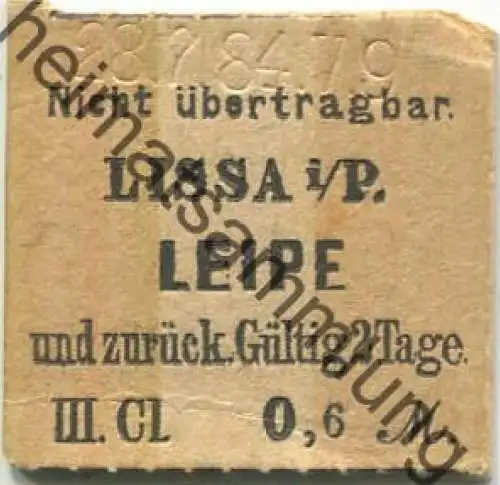 Nicht übertragbar.
LISSA i/P.
LEIPE
und zurück. Gültig 2 Tage.
III. Cl. 0,6 M.
heimatsammlung